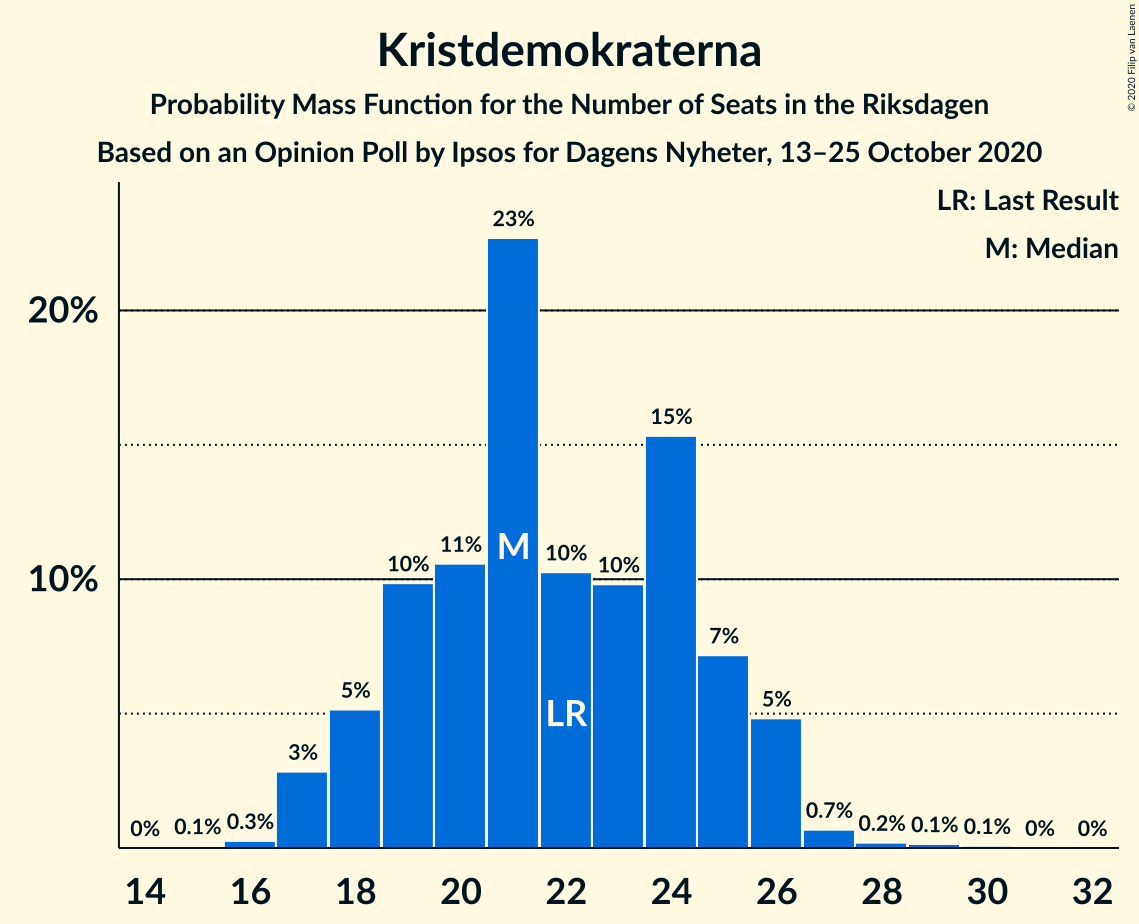 Kristdemokraterna
Probability Mass Function for the Number of Seats in the Riksdagen
Based on an Opinion Poll by Ipsos for Dagens Nyheter, 13–25 October 2020
© 2020 Filip van Laenen
LR: Last Result
M: Median
20%
10%
0%
0.1%
0.3%
3%
5%
10%
11%
23%
10%
10%
15%
7%
5%
0.7%
0.2%
0.1%
0.1%
0%
0%
M
LR
14 16 18 20 22 24 26 28 30 32